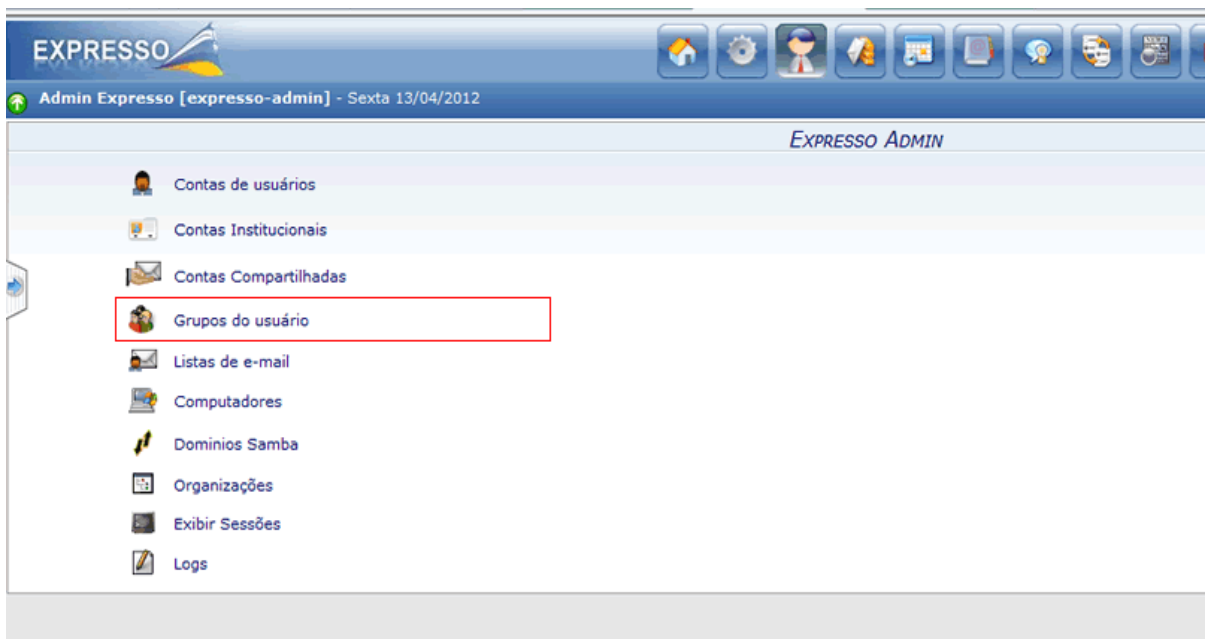 EXPRESSO
Admin Expresso [expresso-admin] - Sexta 13/04/2012
EXPRESSO ADMIN
Contas de usuários
Contas Institucionais
Contas Compartilhadas
Grupos do usuário
Listas de e-mail
Computadores
Dominios Samba
Organizações
Exibir Sessões
Logs